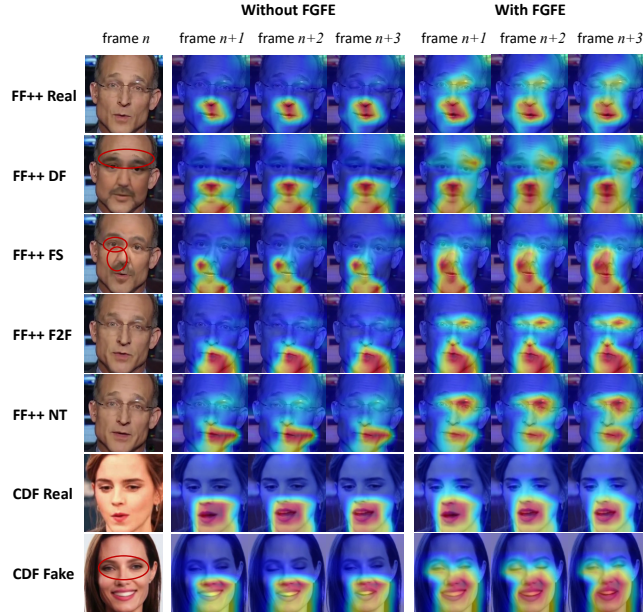 Without FGFE With FGFE
frame n frame n+1 frame n+2 frame n+3 frame n+1 frame n+2 frame n+3
FF++ Real
FF++ DF
FF++ FS
FF++ F2F
FF++ NT
CDF Real
CDF Fake